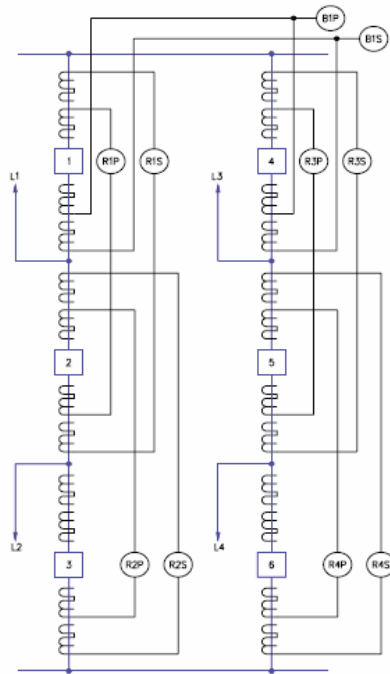 B1P
B1S
1 R1P R1S 4 R3P R3S
L1 L3
2 5
L2 L4
3 R2P R2S 6 R4P R4S